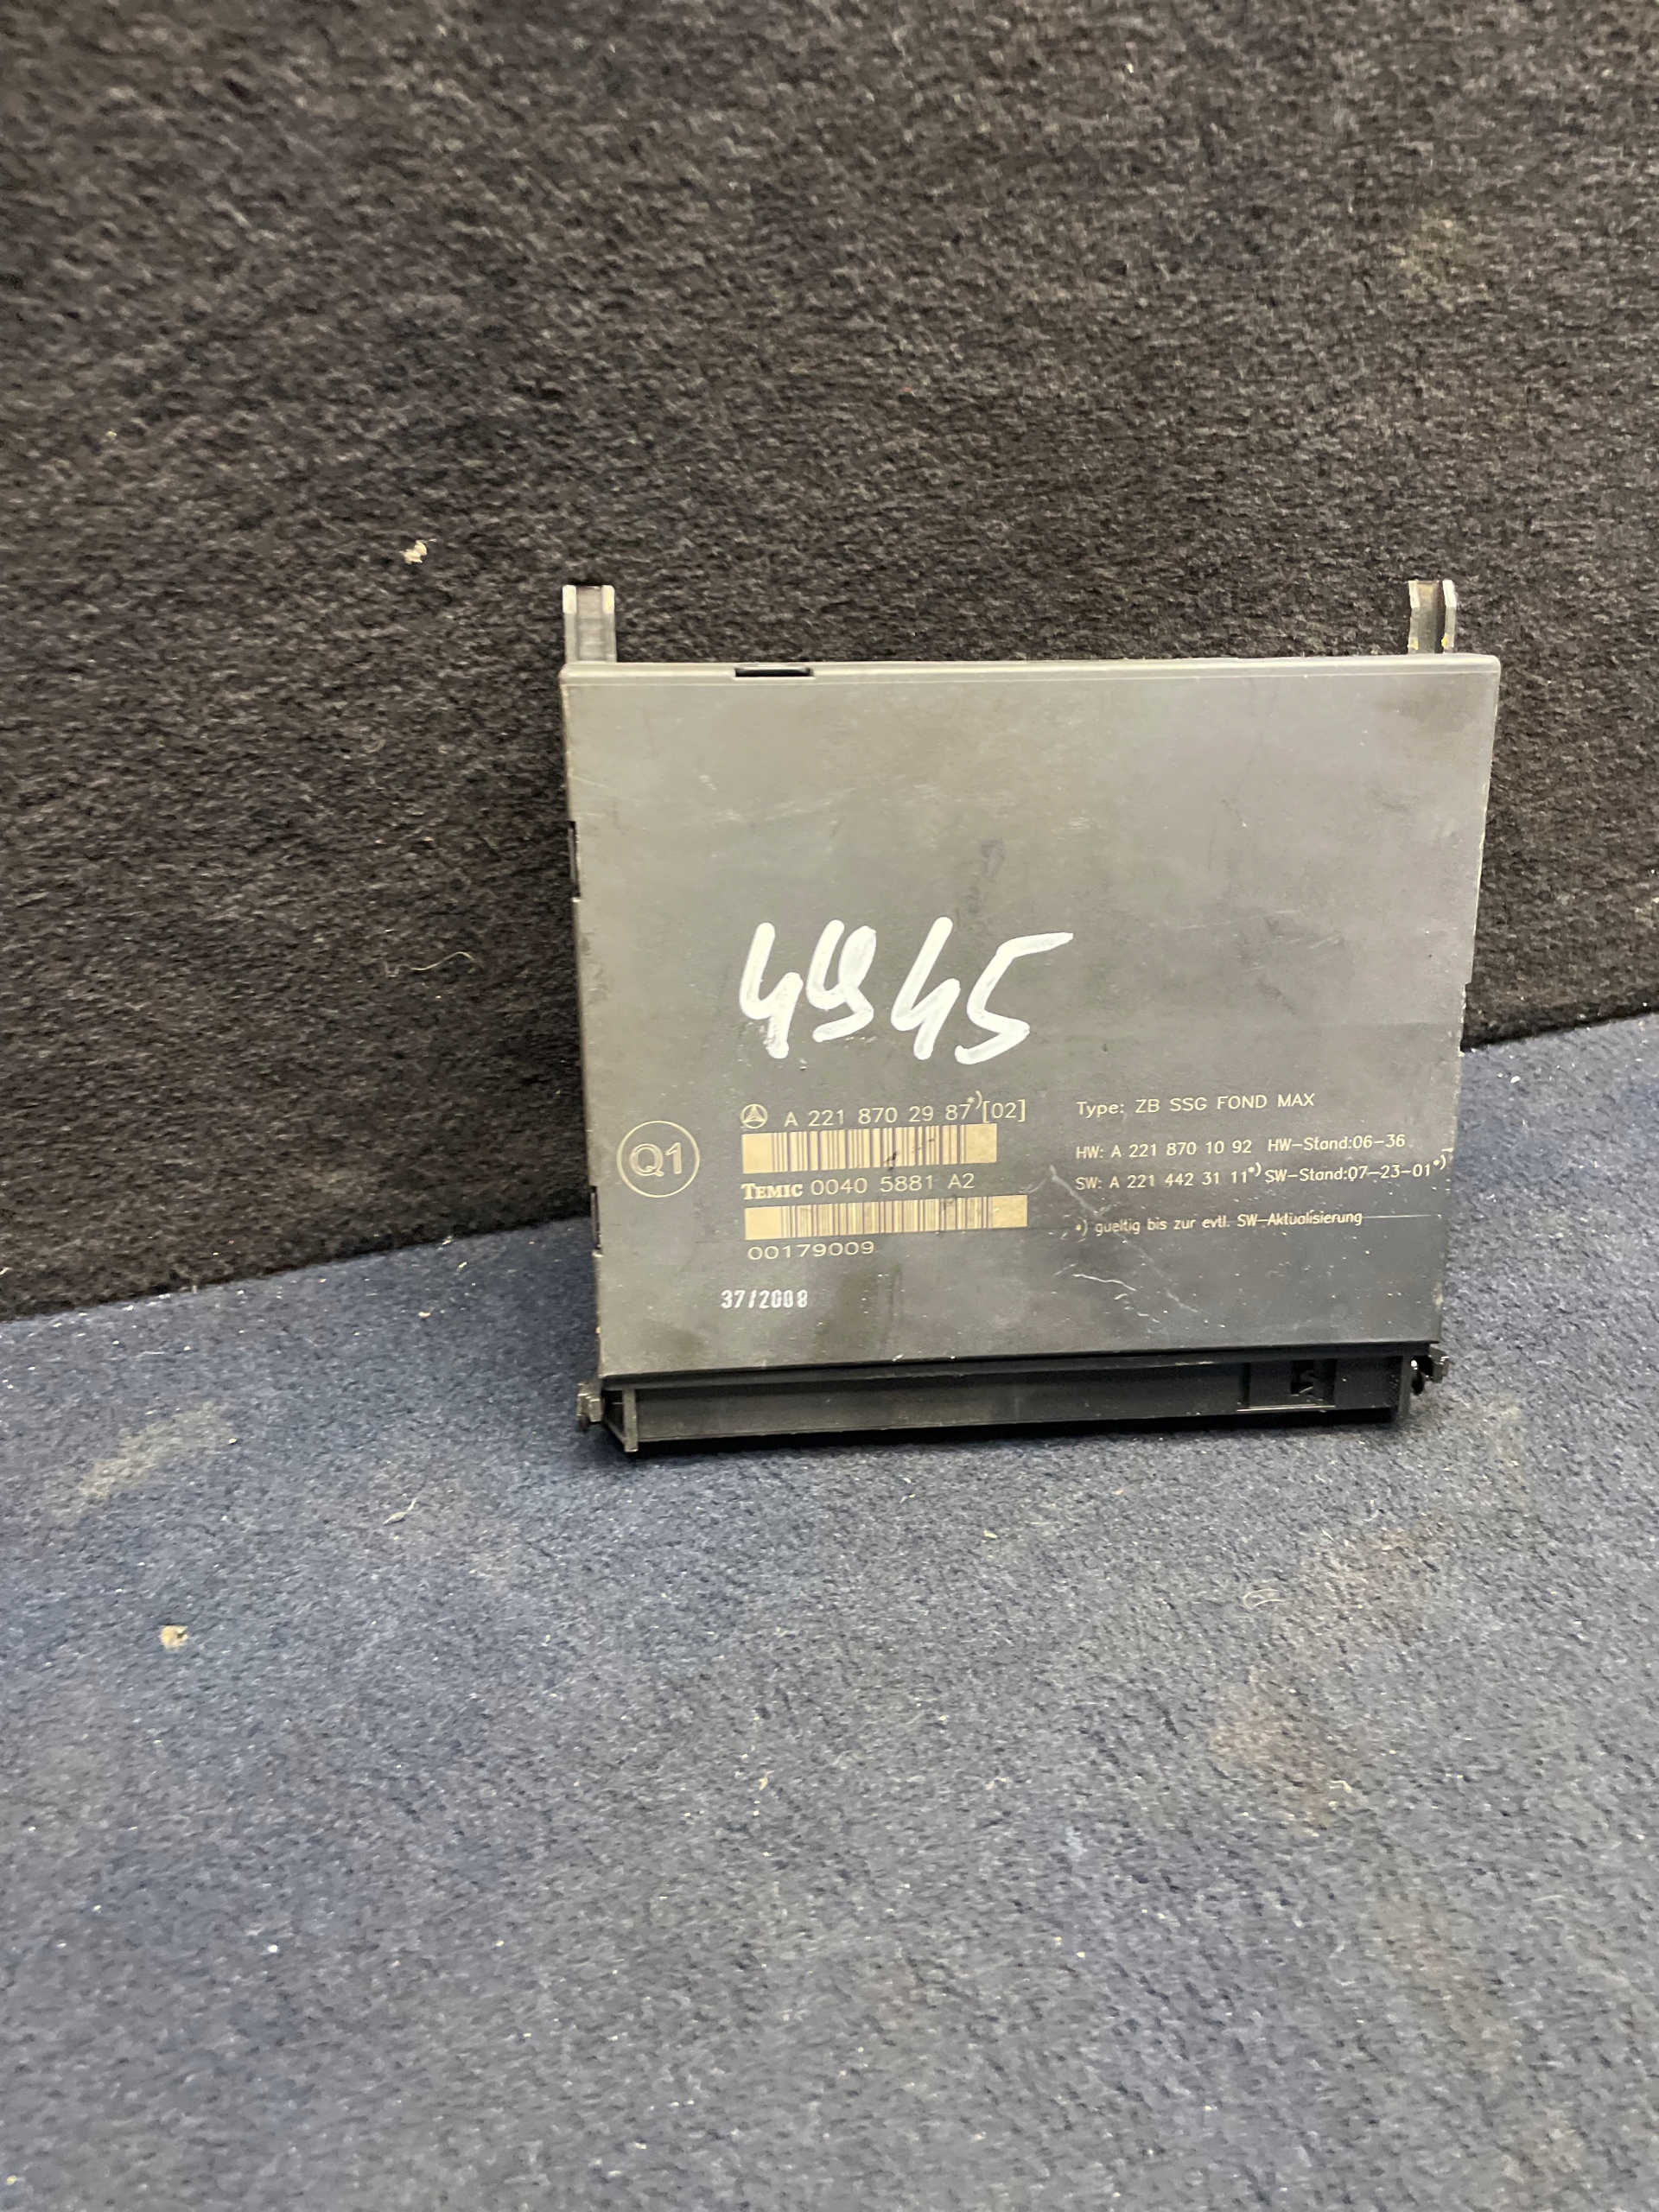 4945
A 221 870 29 87*)[02]
Type: ZB SSG FOND MAX
Q1
HW: A 221 870 10 92 HW-Stand:06-36
TEMIC 0040 5881 A2
SW: A 221 442 31 11*) SW-Stand:07-23-01*)
*) gueltig bis zur evtl. SW-Aktualisierung
00179009
37/2008